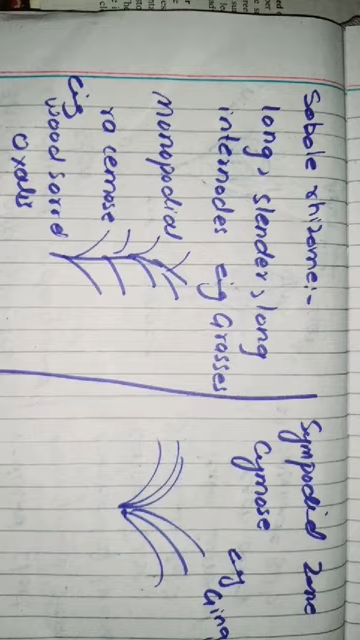 Sobole rhizome:-
long, slender, long
internodes eg Grasses
Monopodial
racemose
eg
wood sorrel
Oxalis
Sympodial Zone
Cymose
eg Ging